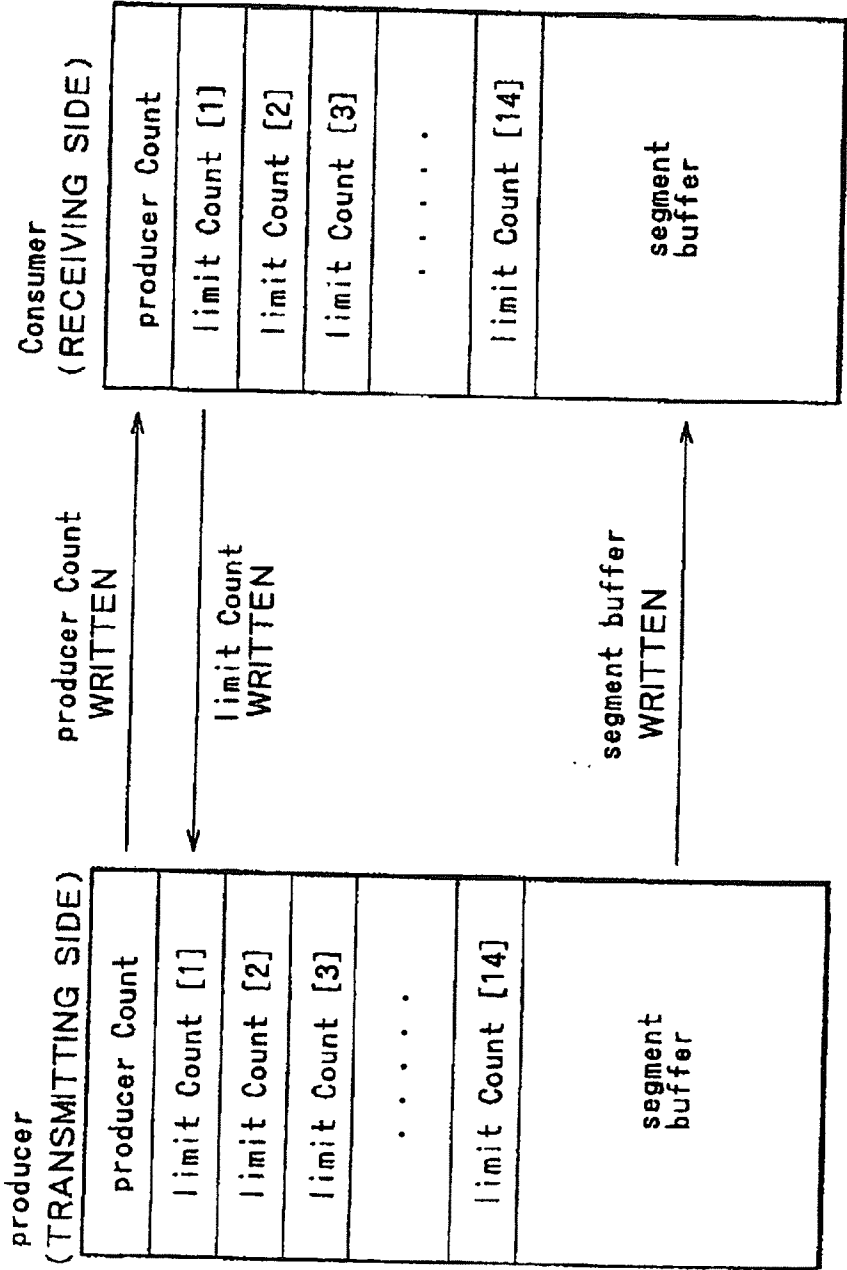 producer
(TRANSMITTING SIDE)
producer Count
limit Count [1]
limit Count [2]
limit Count [3]
.....
limit Count [14]
segment
buffer
producer Count
WRITTEN
limit Count
WRITTEN
segment buffer
WRITTEN
Consumer
(RECEIVING SIDE)
producer Count
limit Count [1]
limit Count [2]
limit Count [3]
.....
limit Count [14]
segment
buffer